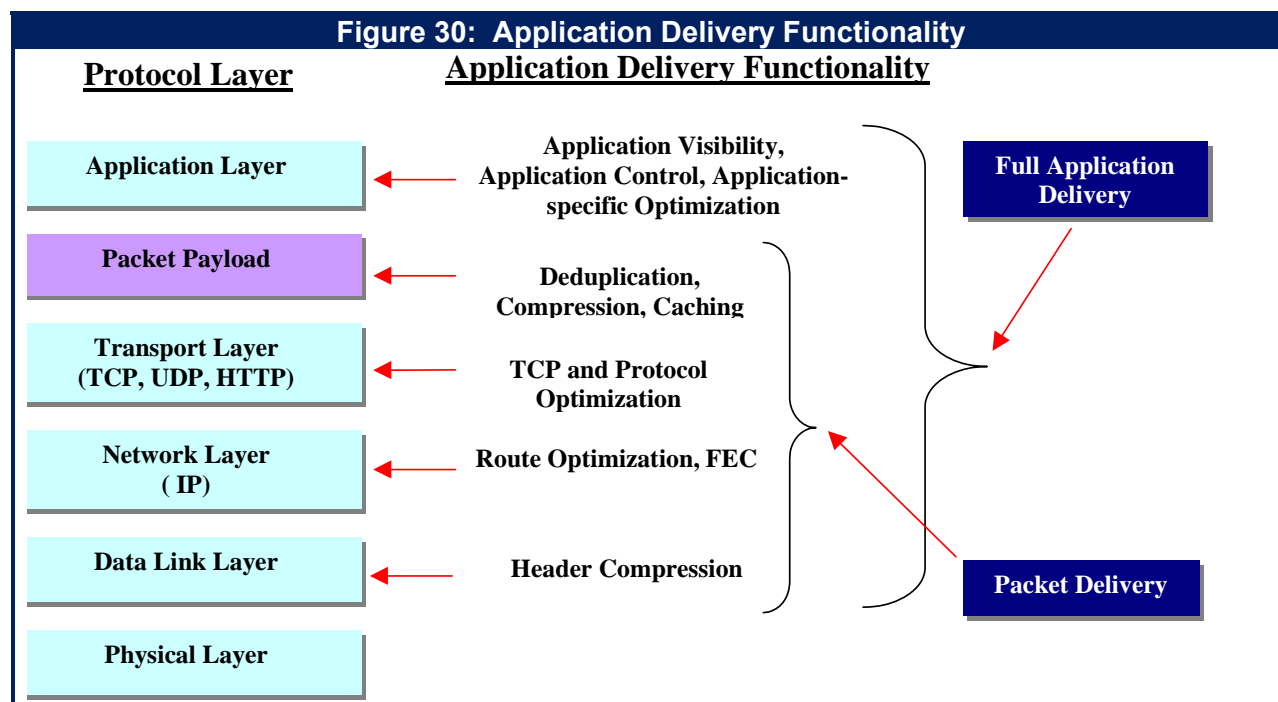 Figure 30: Application Delivery Functionality
Protocol Layer
Application Delivery Functionality
Application Layer
Application Visibility,
Application Control, Application-
specific Optimization
Full Application
Delivery
Packet Payload
Deduplication,
Compression, Caching
Transport Layer
(TCP, UDP, HTTP)
TCP and Protocol
Optimization
Network Layer
( IP)
Route Optimization, FEC
Data Link Layer
Header Compression
Packet Delivery
Physical Layer